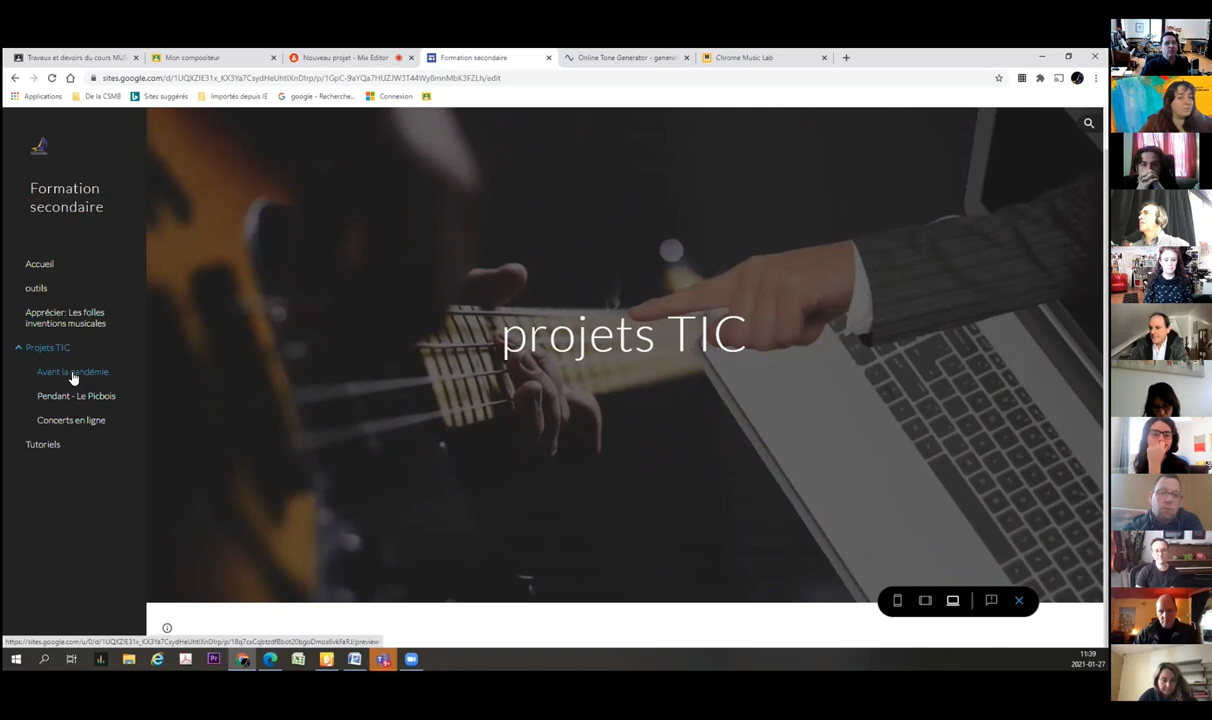 Travaux et devoirs du cours MU
Mon compositeur
Nouveau projet - Mix Editor
Formation secondaire
Online Tone Generator - genera
Chrome Music Lab
Applications
De la CSMB
Sites suggérés
Importés depuis IE
google - Recherche...
Connexion
Formation
secondaire
Accueil
outils
Apprécier: Les folles
inventions musicales
Projets TIC
Avant la pandémie
Pendant - Le Picbois
Concerts en ligne
Tutoriels
projets TIC
11:39
2021-01-27